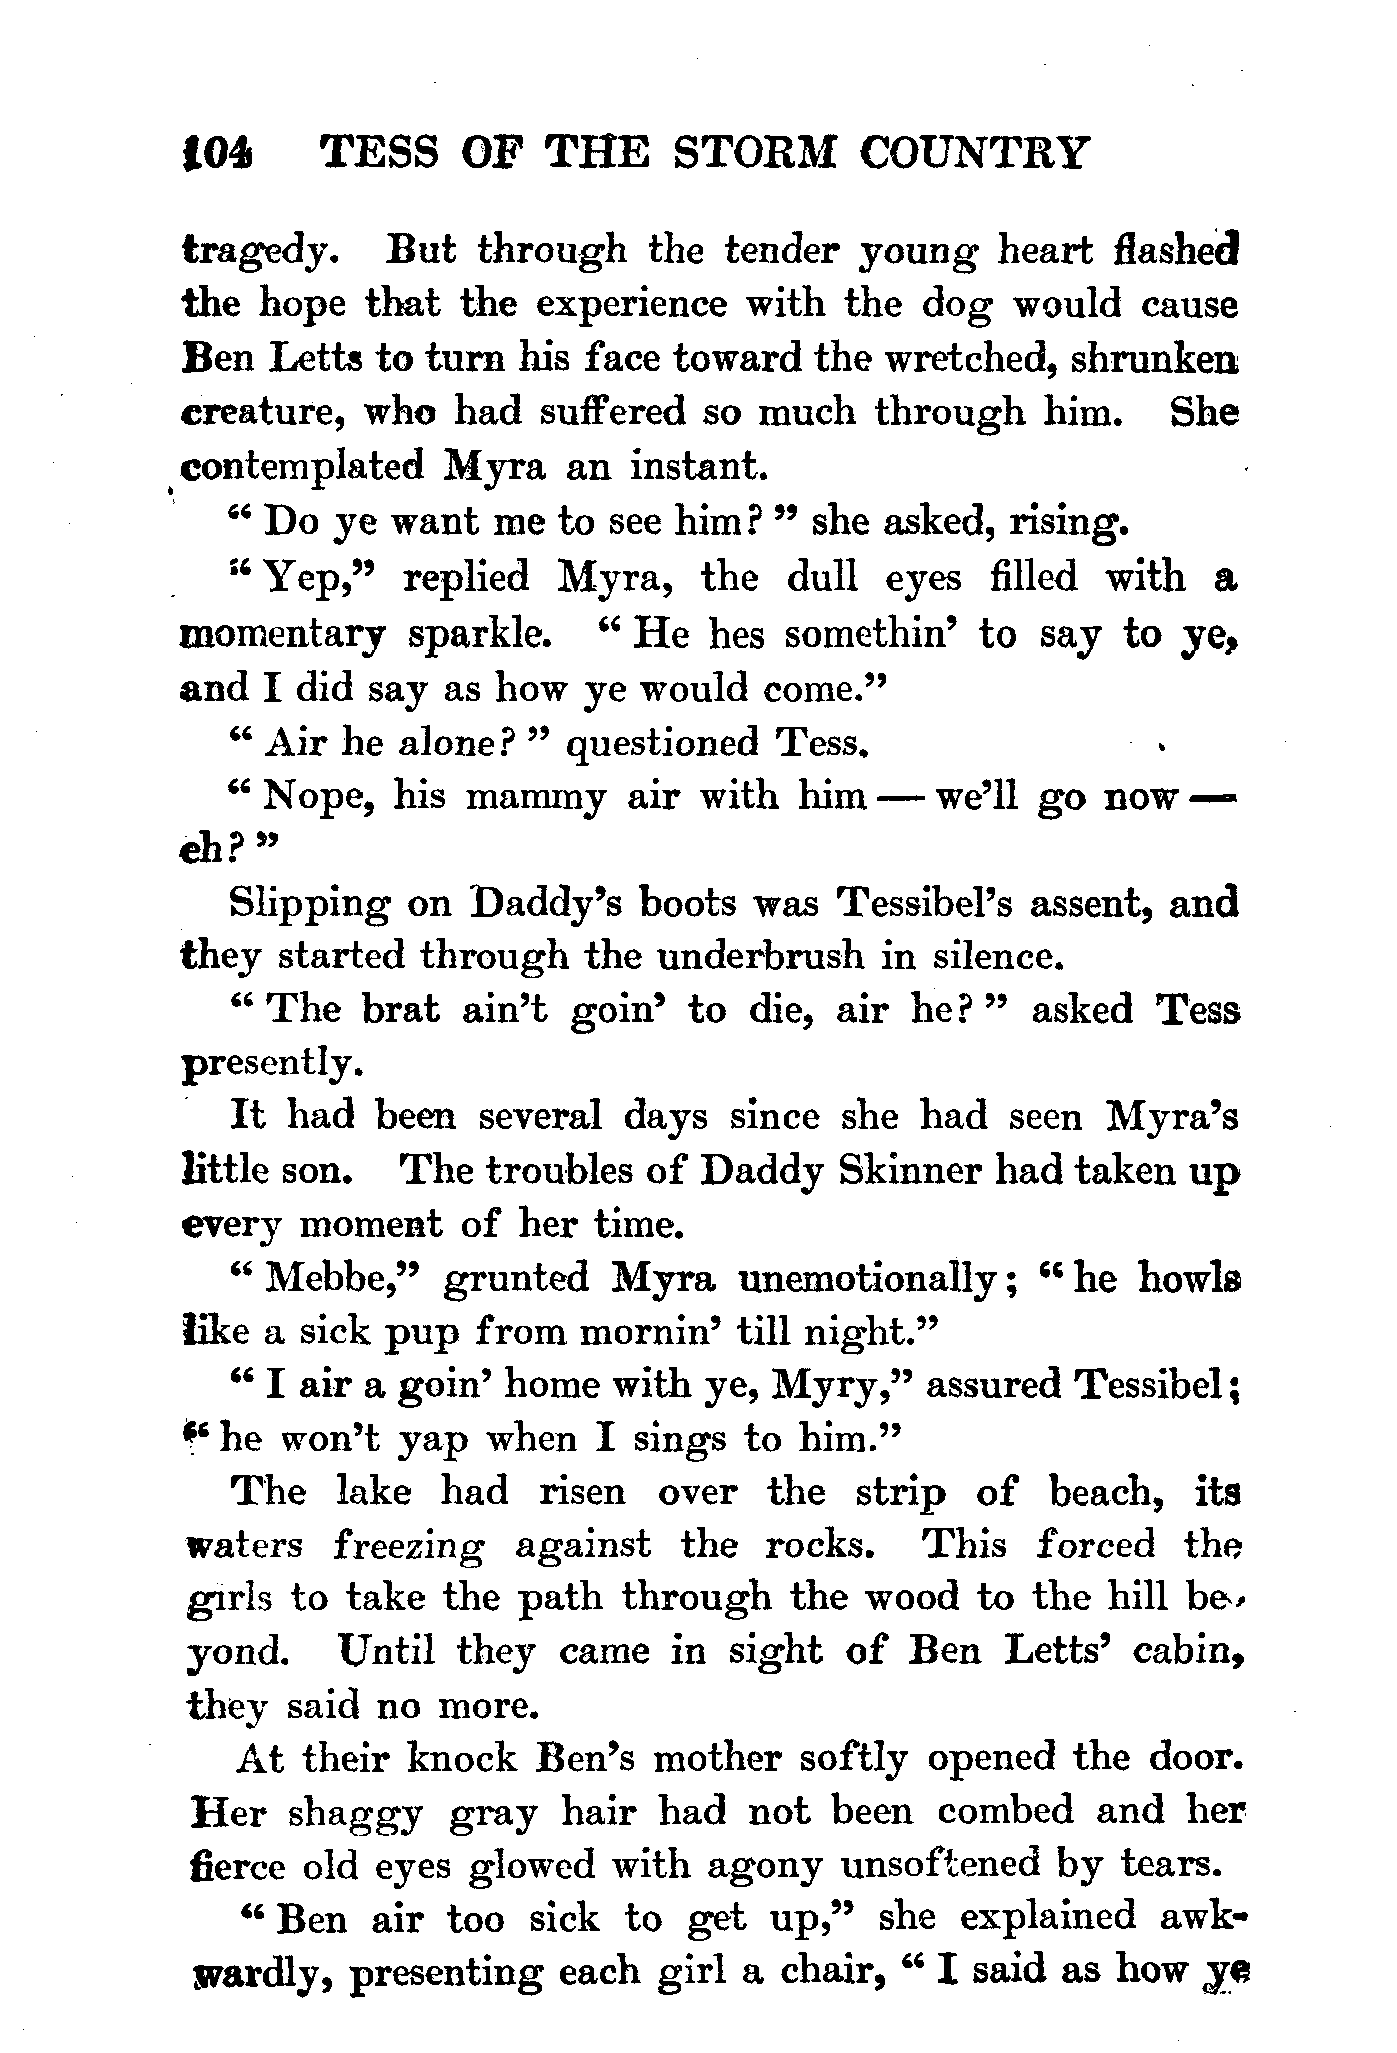 104 TESS OF THE STORM COUNTRY
tragedy. But through the tender young heart flashed
the hope that the experience with the dog would cause
Ben Letts to turn his face toward the wretched, shrunken
creature, who had suffered so much through him. She
contemplated Myra an instant.
“ Do ye want me to see him? ” she asked, rising.
“ Yep,” replied Myra, the dull eyes filled with a
momentary sparkle. “ He hes somethin’ to say to ye,
and I did say as how ye would come.”
“ Air he alone? ” questioned Tess.
“ Nope, his mammy air with him — we’ll go now —
eh? ”
Slipping on Daddy’s boots was Tessibel’s assent, and
they started through the underbrush in silence.
“ The brat ain’t goin’ to die, air he? ” asked Tess
presently.
It had been several days since she had seen Myra’s
little son. The troubles of Daddy Skinner had taken up
every moment of her time.
“ Mebbe,” grunted Myra unemotionally; “ he howls
like a sick pup from mornin’ till night.”
“ I air a goin’ home with ye, Myry,” assured Tessibel;
“ he won’t yap when I sings to him.”
The lake had risen over the strip of beach, its
waters freezing against the rocks. This forced the
girls to take the path through the wood to the hill be-
yond. Until they came in sight of Ben Letts’ cabin,
they said no more.
At their knock Ben’s mother softly opened the door.
Her shaggy gray hair had not been combed and her
fierce old eyes glowed with agony unsoftened by tears.
“ Ben air too sick to get up,” she explained awk-
wardly, presenting each girl a chair, “ I said as how ye